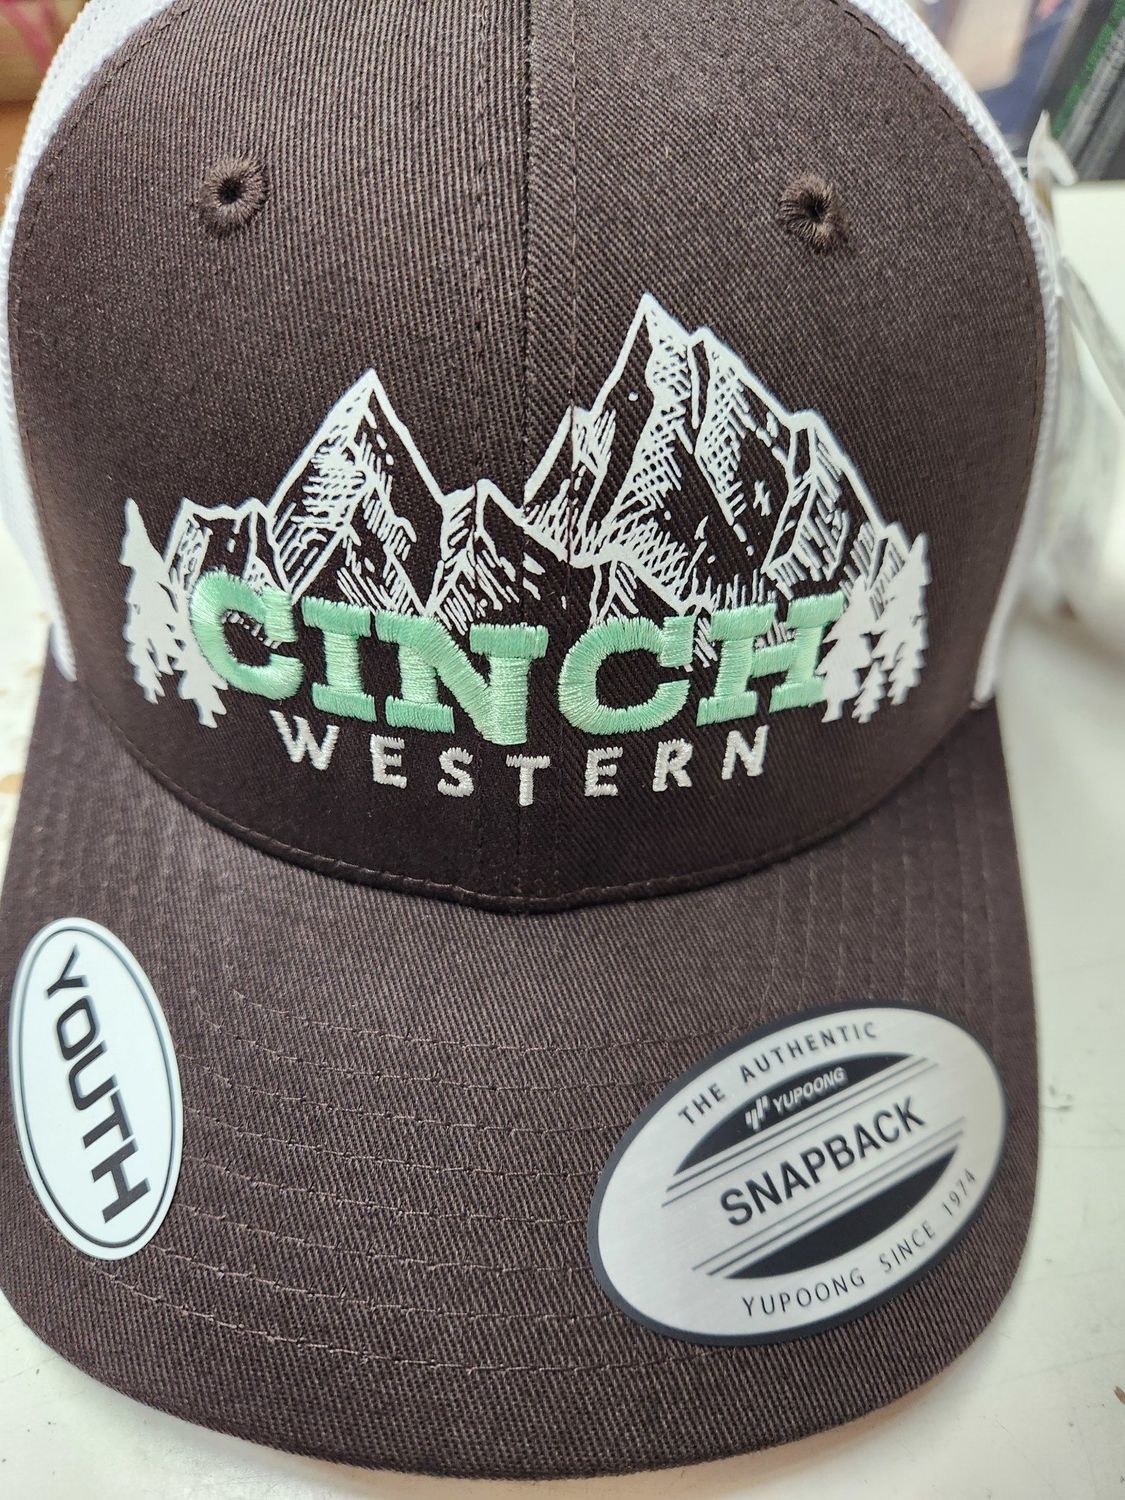 CINCH
WESTERN
YOUTH
THE AUTHENTIC
YUPOONG
SNAPBACK
YUPOONG SINCE 1974